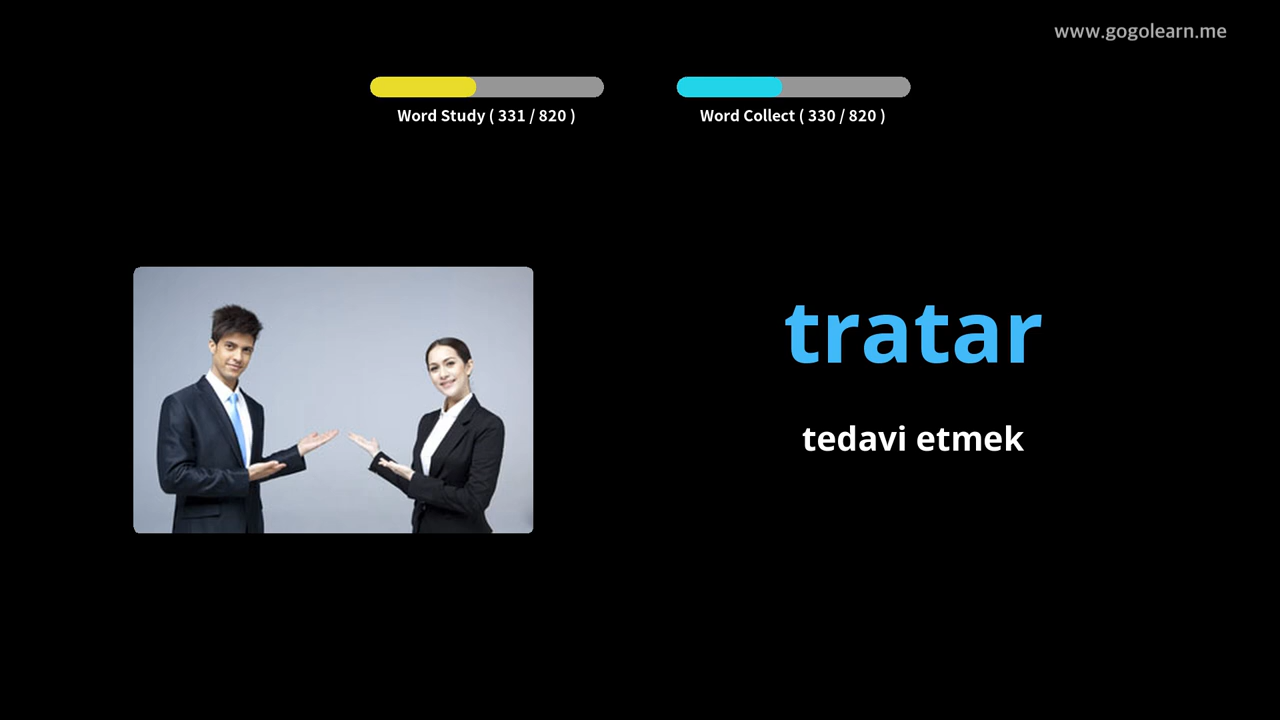 www.gogolearn.me
Word Study ( 331 / 820 )
Word Collect ( 330 / 820 )
tratar
tedavi etmek